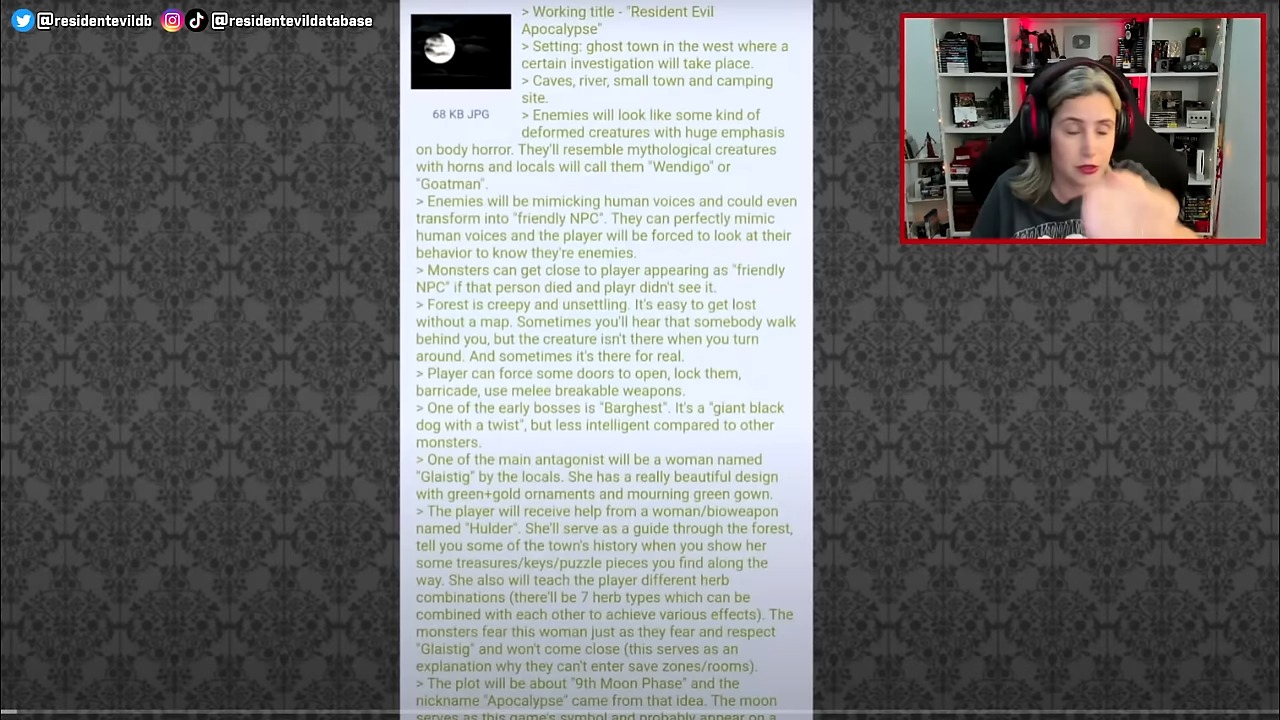 @residentevildb @residentevildatabase
> Working title - "Resident Evil
Apocalypse"
> Setting: ghost town in the west where a
certain investigation will take place.
> Caves, river, small town and camping
site.
> Enemies will look like some kind of
68 KB JPG
deformed creatures with huge emphasis
on body horror. They'll resemble mythological creatures
with horns and locals will call them "Wendigo" or
"Goatman".
> Enemies will be mimicking human voices and could even
transform into "friendly NPC". They can perfectly mimic
human voices and the player will be forced to look at their
behavior to know they're enemies.
> Monsters can get close to player appearing as "friendly
NPC" if that person died and playr didn't see it.
> Forest is creepy and unsettling. It's easy to get lost
without a map. Sometimes you'll hear that somebody walk
behind you, but the creature isn't there when you turn
around. And sometimes it's there for real.
> Player can force some doors to open, lock them,
barricade, use melee breakable weapons.
> One of the early bosses is "Barghest". It's a "giant black
dog with a twist", but less intelligent compared to other
monsters.
> One of the main antagonist will be a woman named
"Glaistig" by the locals. She has a really beautiful design
with green+gold ornaments and mourning green gown.
> The player will receive help from a woman/bioweapon
named "Hulder". She'll serve as a guide through the forest,
tell you some of the town's history when you show her
some treasures/keys/puzzle pieces you find along the
way. She also will teach the player different herb
combinations (there'll be 7 herb types which can be
combined with each other to achieve various effects). The
monsters fear this woman just as they fear and respect
"Glaistig" and won't come close (this serves as an
explanation why they can't enter save zones/rooms).
> The plot will be about "9th Moon Phase" and the
nickname "Apocalypse" came from that idea. The moon
serves as this game's symbol and probably appear on a